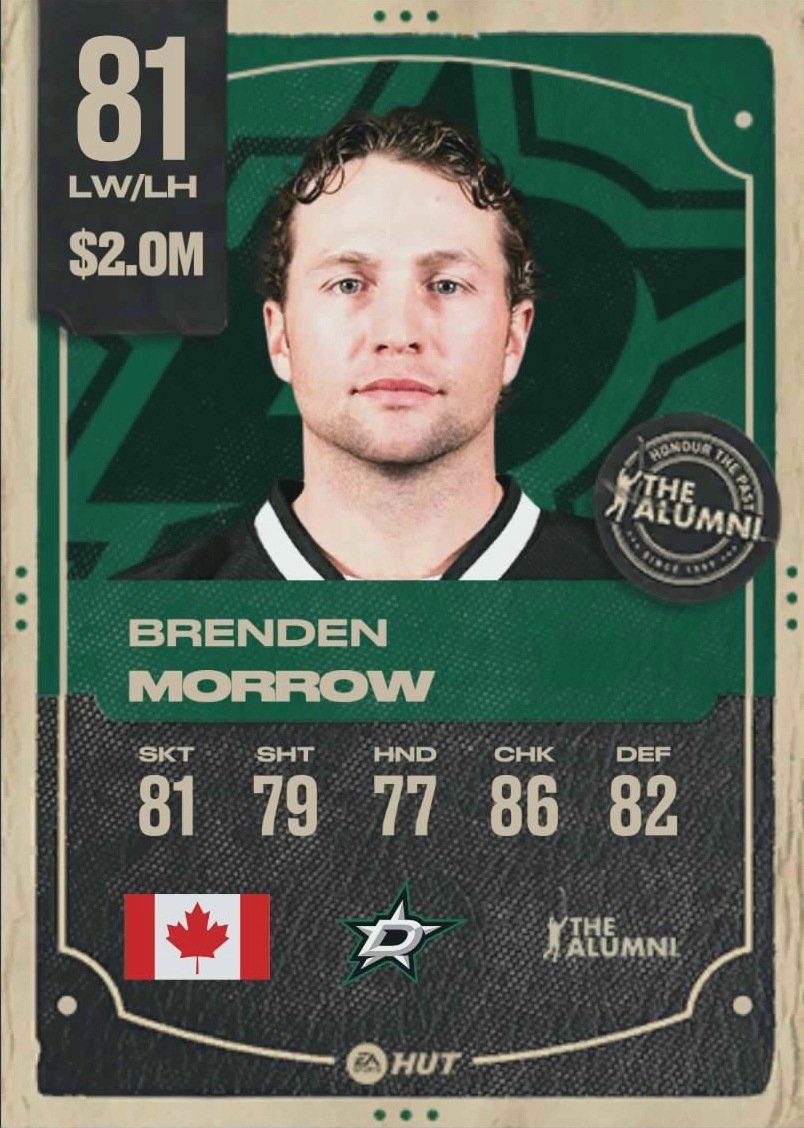 81
LW/LH
$2.0M
HONOUR THE PAST
THE
ALUMNI
BRENDEN
MORROW
SKT SHT HND CHK DEF
81 79 77 86 82
D
THE
ALUMNI
EA HUT